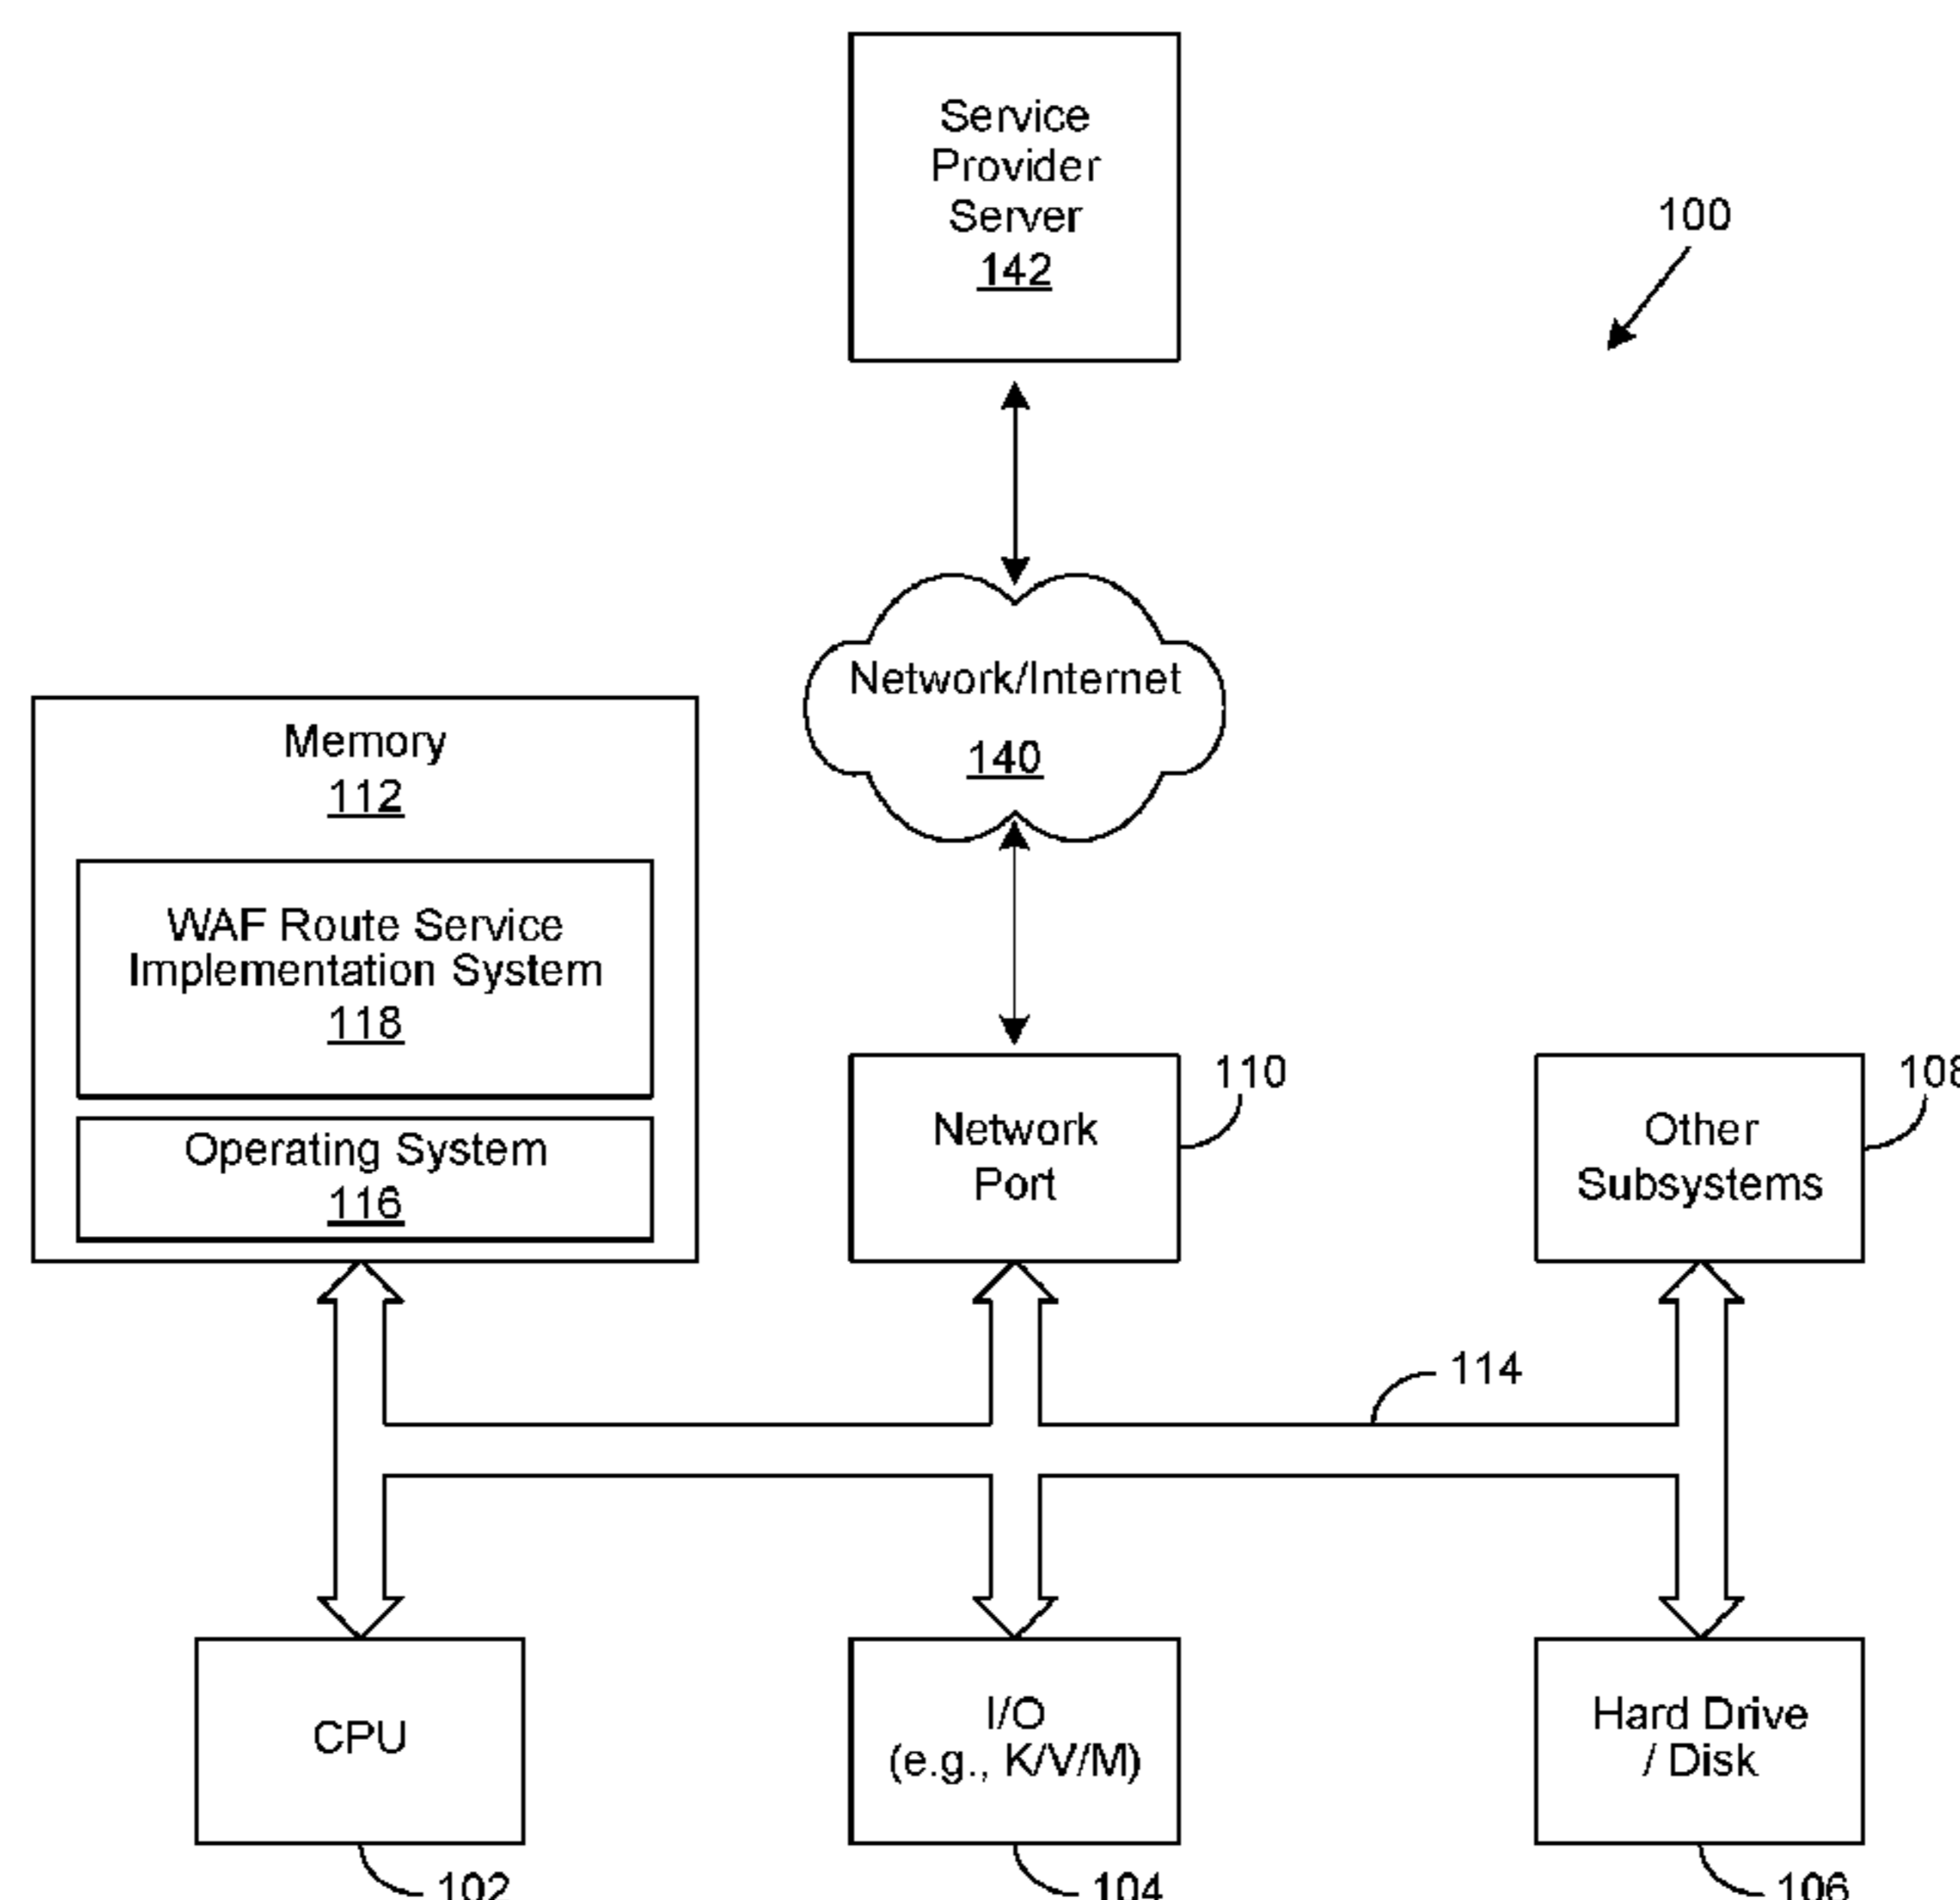 Service
Provider
Server
142
100
Network/Internet
140
Memory
112
WAF Route Service
Implementation System
118
Operating System
116
Network
Port
110
Other
Subsystems
108
114
CPU
102
I/O
(e.g., K/V/M)
104
Hard Drive
/ Disk
106